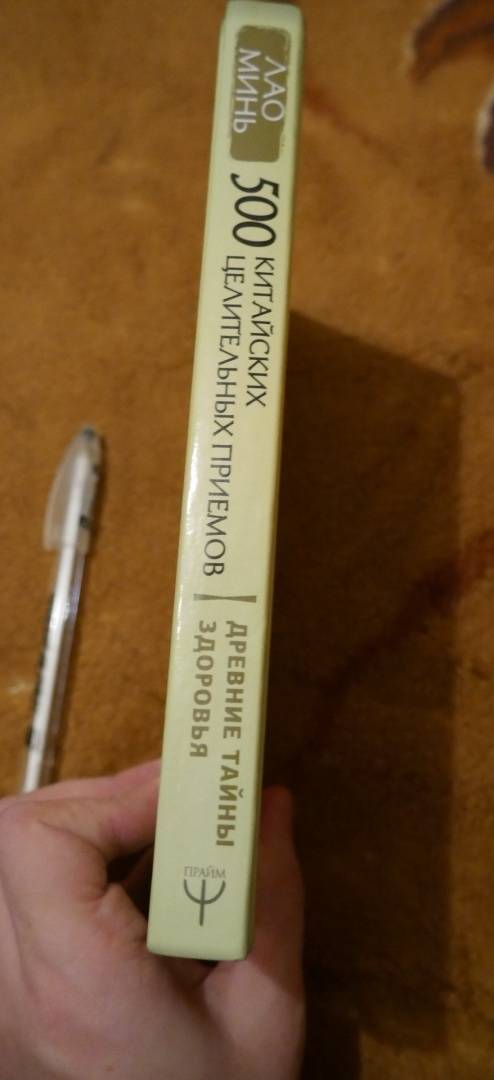 ЛАО
МИНЬ
500
КИТАЙСКИХ
ЦЕЛИТЕЛЬНЫХ ПРИЕМОВ
ДРЕВНИЕ ТАЙНЫ
ЗДОРОВЬЯ
ПРАЙМ